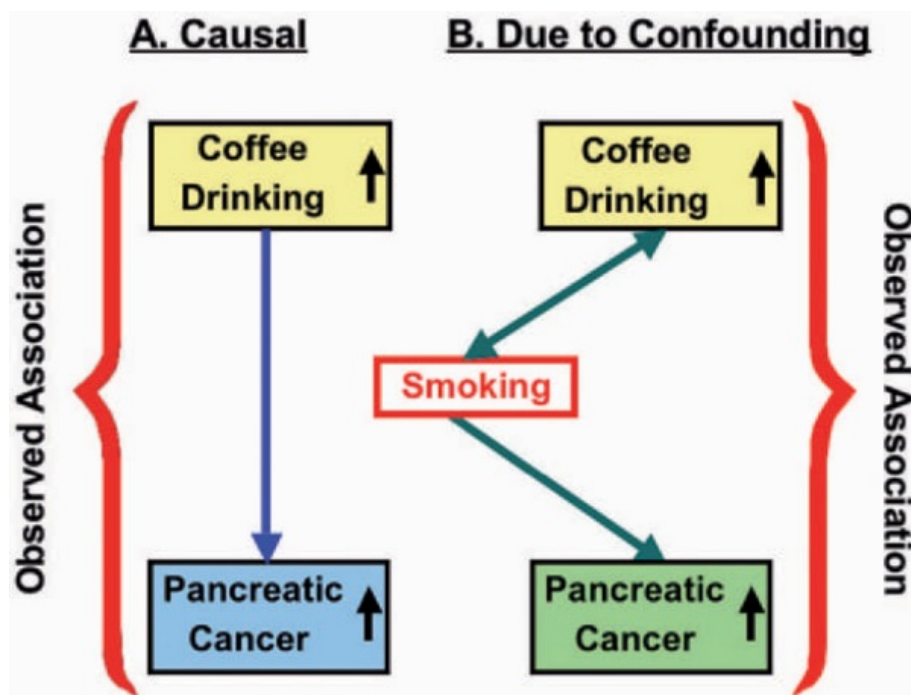 A. Causal
B. Due to Confounding
Observed Association
Coffee
Drinking
Pancreatic
Cancer
Coffee
Drinking
Smoking
Pancreatic
Cancer
Observed Association